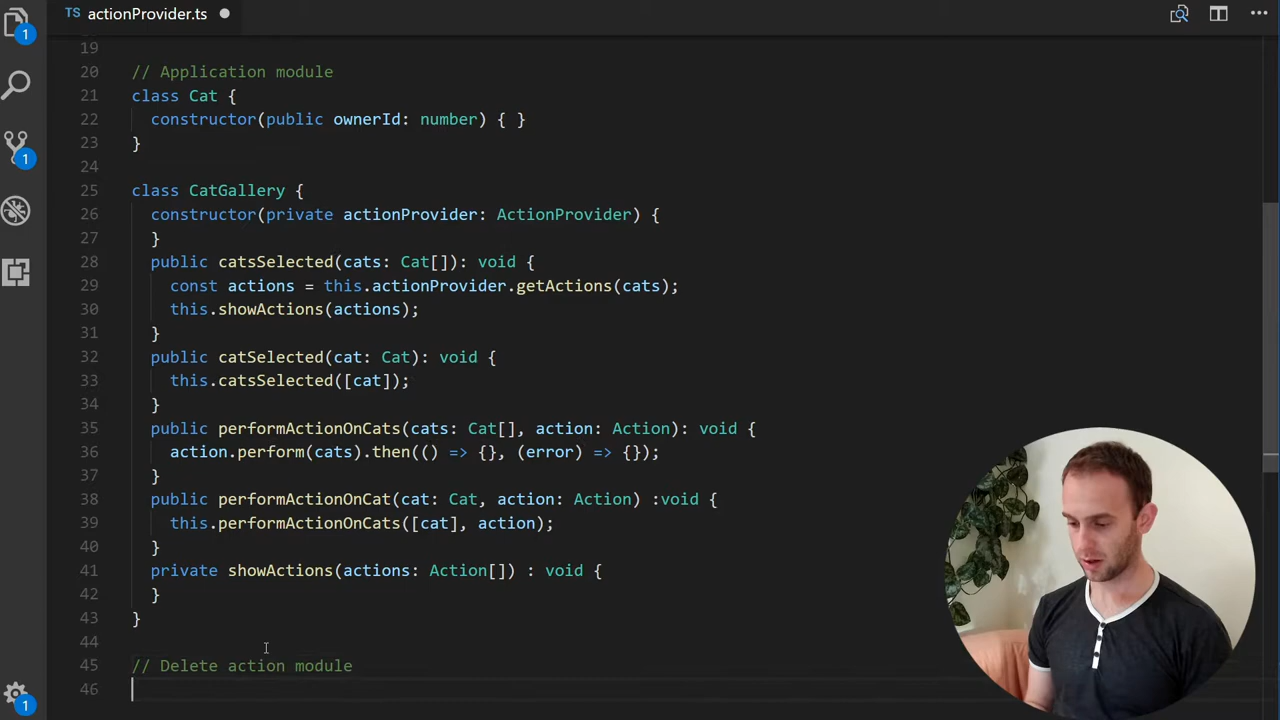 TS actionProvider.ts
1
1
1
19
20 // Application module
21 class Cat {
22 constructor(public ownerId: number) { }
23 }
24
25 class CatGallery {
26 constructor(private actionProvider: ActionProvider) {
27 }
28 public catsSelected(cats: Cat[]): void {
29 const actions = this.actionProvider.getActions(cats);
30 this.showActions(actions);
31 }
32 public catSelected(cat: Cat): void {
33 this.catsSelected([cat]);
34 }
35 public performActionOnCats(cats: Cat[], action: Action): void {
36 action.perform(cats).then(() => {}, (error) => {});
37 }
38 public performActionOnCat(cat: Cat, action: Action) :void {
39 this.performActionOnCats([cat], action);
40 }
41 private showActions(actions: Action[]) : void {
42 }
43 }
44
45 // Delete action module
46